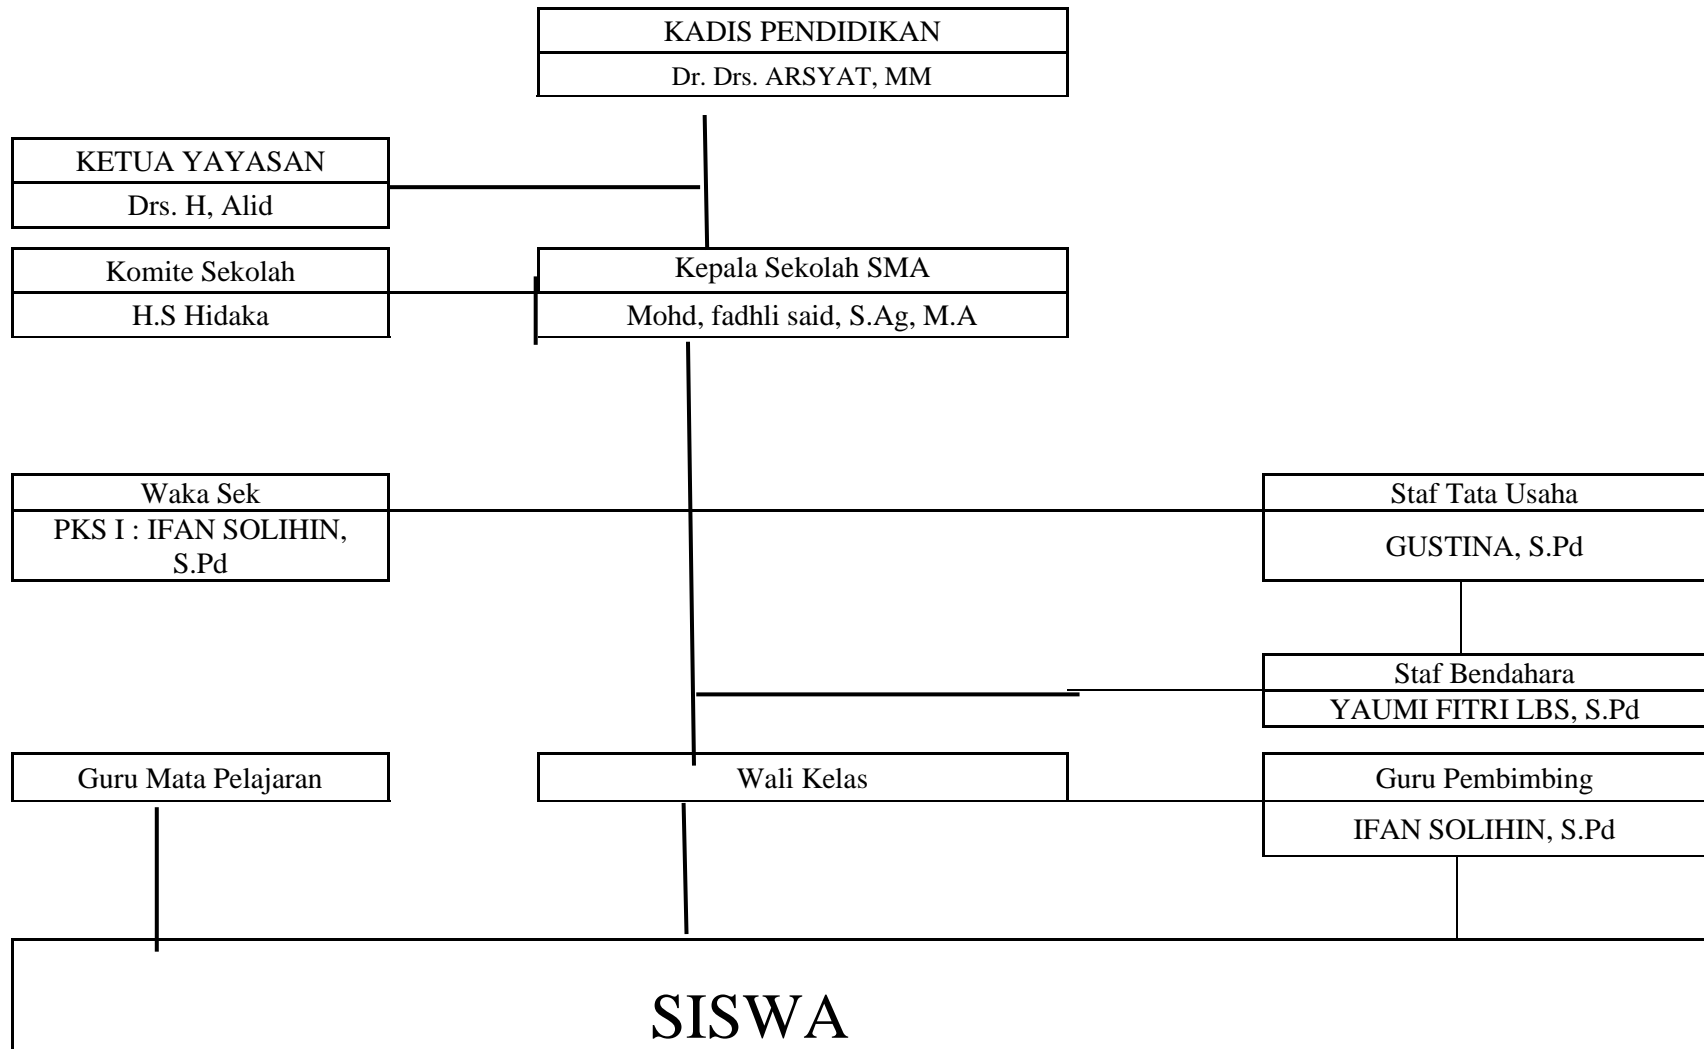 KADIS PENDIDIKAN
Dr. Drs. ARSYAT, MM
KETUA YAYASAN
Drs. H, Alid
Komite Sekolah
H.S Hidaka
Kepala Sekolah SMA
Mohd, fadhli said, S.Ag, M.A
Waka Sek
PKS I : IFAN SOLIHIN,
S.Pd
Staf Tata Usaha
GUSTINA, S.Pd
Staf Bendahara
YAUMI FITRI LBS, S.Pd
Guru Mata Pelajaran
Wali Kelas
Guru Pembimbing
IFAN SOLIHIN, S.Pd
SISWA